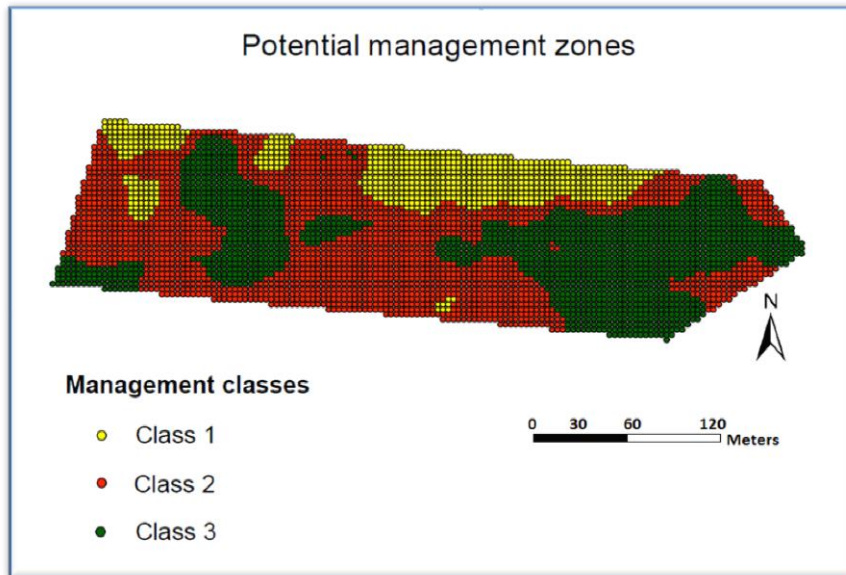 Potential management zones
N
Management classes
Class 1
Class 2
Class 3
0 30 60 120
Meters